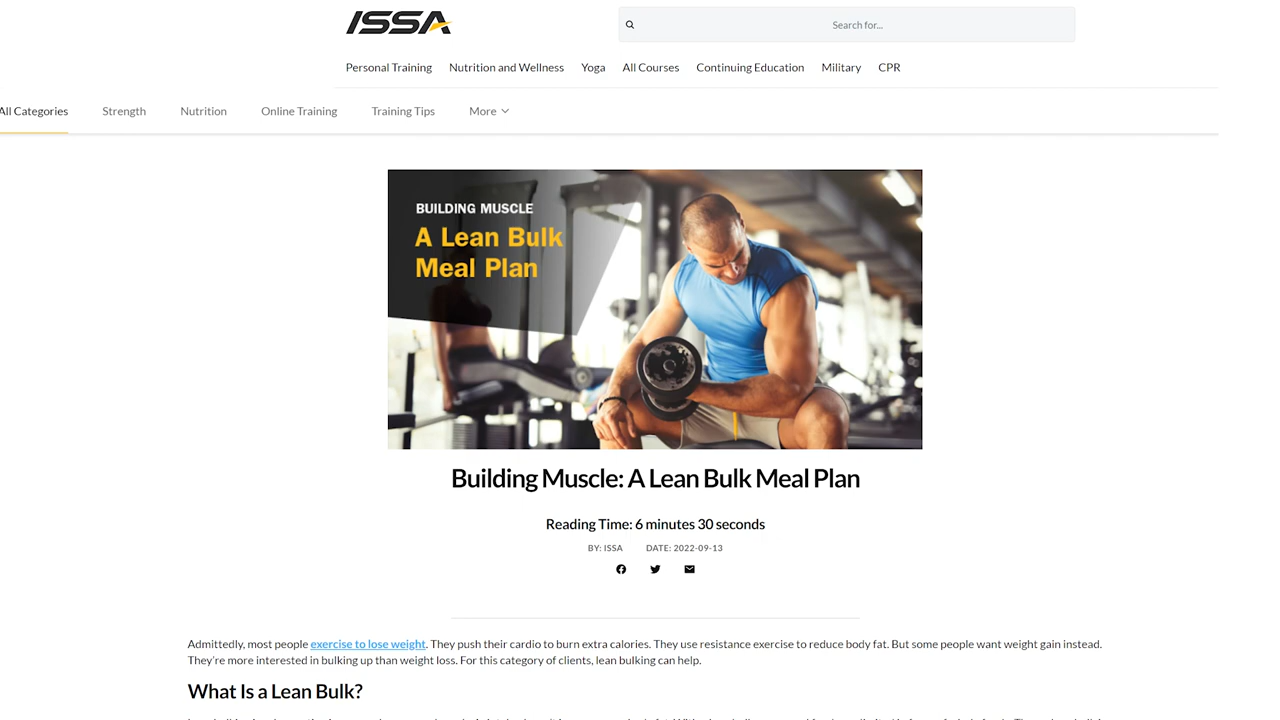 ISSA
Search for...
Personal Training Nutrition and Wellness Yoga All Courses Continuing Education Military CPR
All Categories Strength Nutrition Online Training Training Tips More
BUILDING MUSCLE
A Lean Bulk
Meal Plan
Building Muscle: A Lean Bulk Meal Plan
Reading Time: 6 minutes 30 seconds
BY: ISSA DATE: 2022-09-13
Admittedly, most people exercise to lose weight. They push their cardio to burn extra calories. They use resistance exercise to reduce body fat. But some people want weight gain instead.
They're more interested in bulking up than weight loss. For this category of clients, lean bulking can help.
What Is a Lean Bulk?